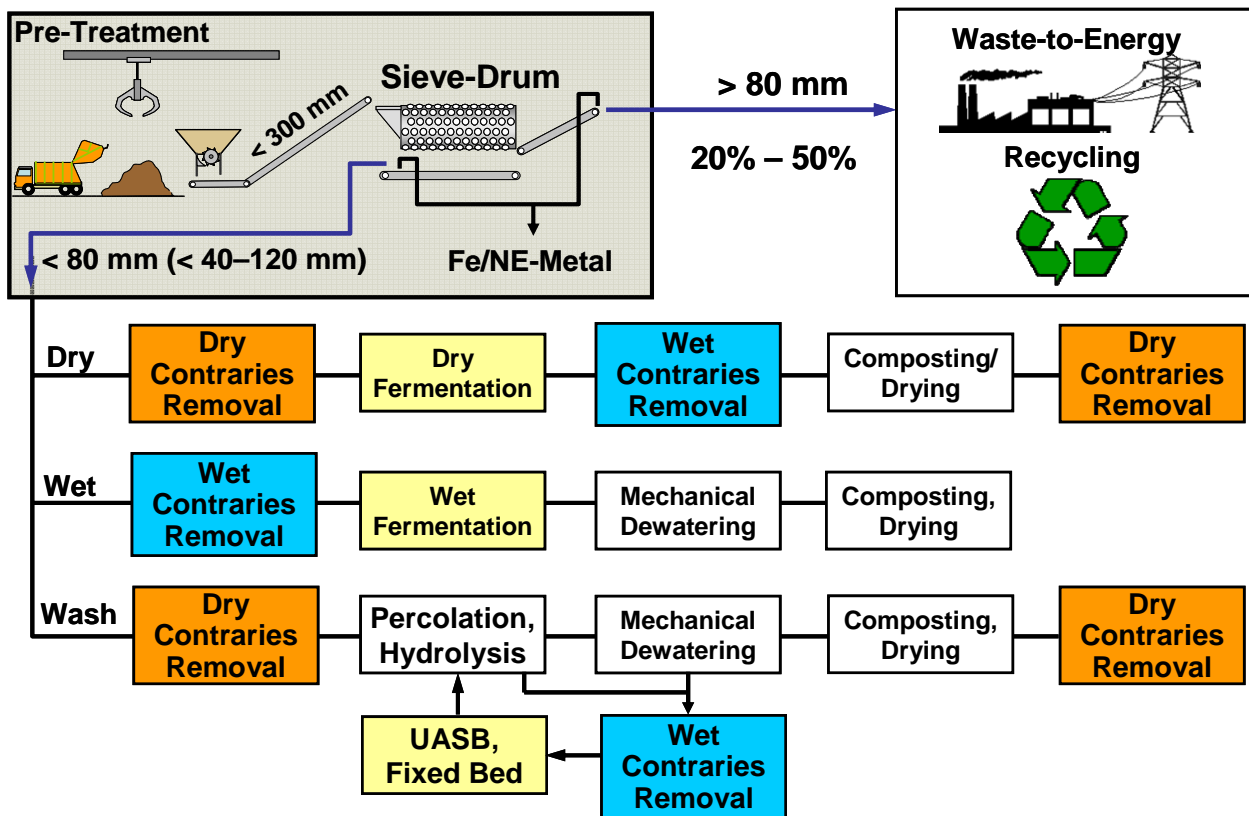 Pre-Treatment
Sieve-Drum
< 300 mm
< 80 mm (< 40–120 mm)
Fe/NE-Metal
> 80 mm
20% – 50%
Waste-to-Energy
Recycling
Dry
Dry
Contraries
Removal
Dry
Fermentation
Wet
Contraries
Removal
Composting/
Drying
Dry
Contraries
Removal
Wet
Wet
Contraries
Removal
Wet
Fermentation
Mechanical
Dewatering
Composting,
Drying
Wash
Dry
Contraries
Removal
Percolation,
Hydrolysis
Mechanical
Dewatering
Composting,
Drying
Dry
Contraries
Removal
UASB,
Fixed Bed
Wet
Contraries
Removal